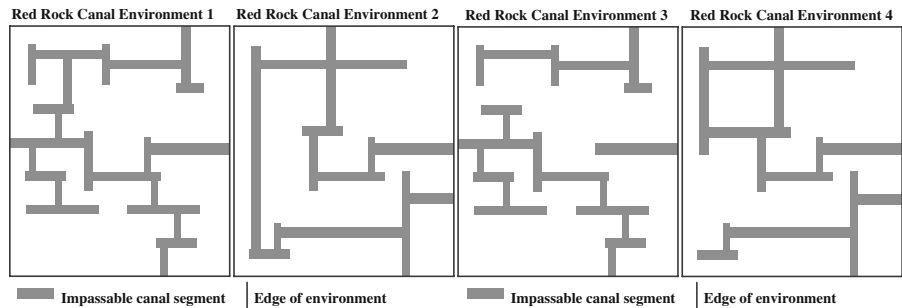 Red Rock Canal Environment 1 Red Rock Canal Environment 2 Red Rock Canal Environment 3 Red Rock Canal Environment 4
Impassable canal segment Edge of environment Impassable canal segment Edge of environment